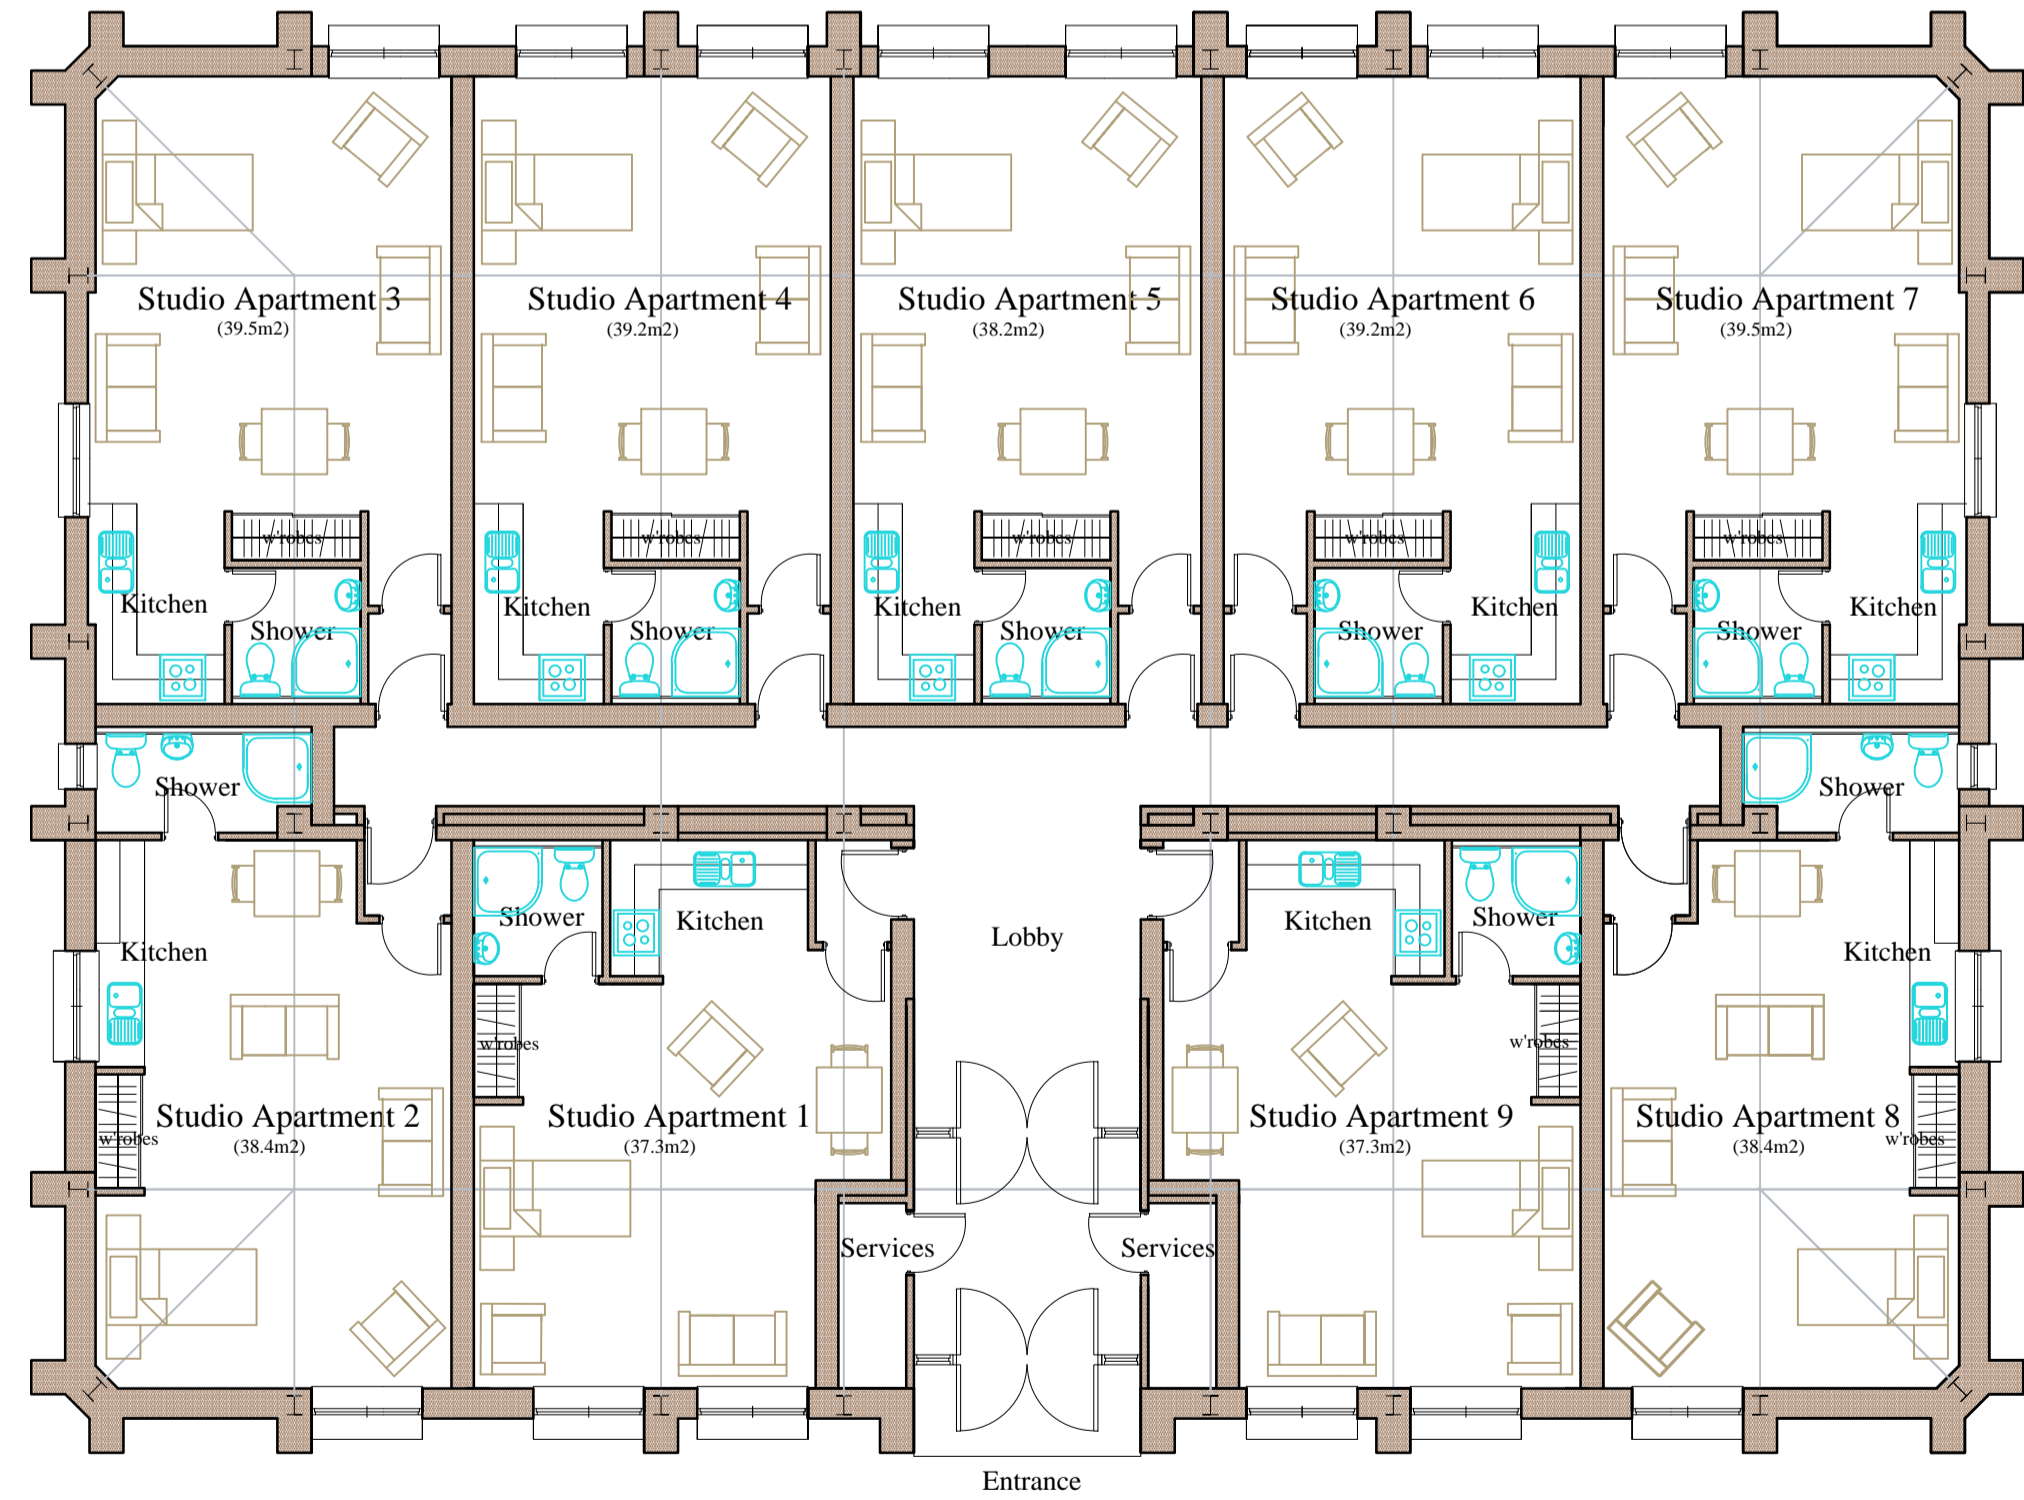 Studio Apartment 3
(39.5m2)
Studio Apartment 4
(39.2m2)
Studio Apartment 5
(38.2m2)
Studio Apartment 6
(39.2m2)
Studio Apartment 7
(39.5m2)
w'robes
w'robes
w'robes
w'robes
w'robes
Kitchen
Shower
Kitchen
Shower
Kitchen
Shower
Shower
Kitchen
Shower
Kitchen
Shower
Shower
Kitchen
Shower
Kitchen
Lobby
Kitchen
Shower
Kitchen
w'robes
w'robes
Studio Apartment 2
(38.4m2)
Studio Apartment 1
(37.3m2)
Studio Apartment 9
(37.3m2)
Studio Apartment 8
(38.4m2)
w'robes
w'robes
Services
Services
Entrance